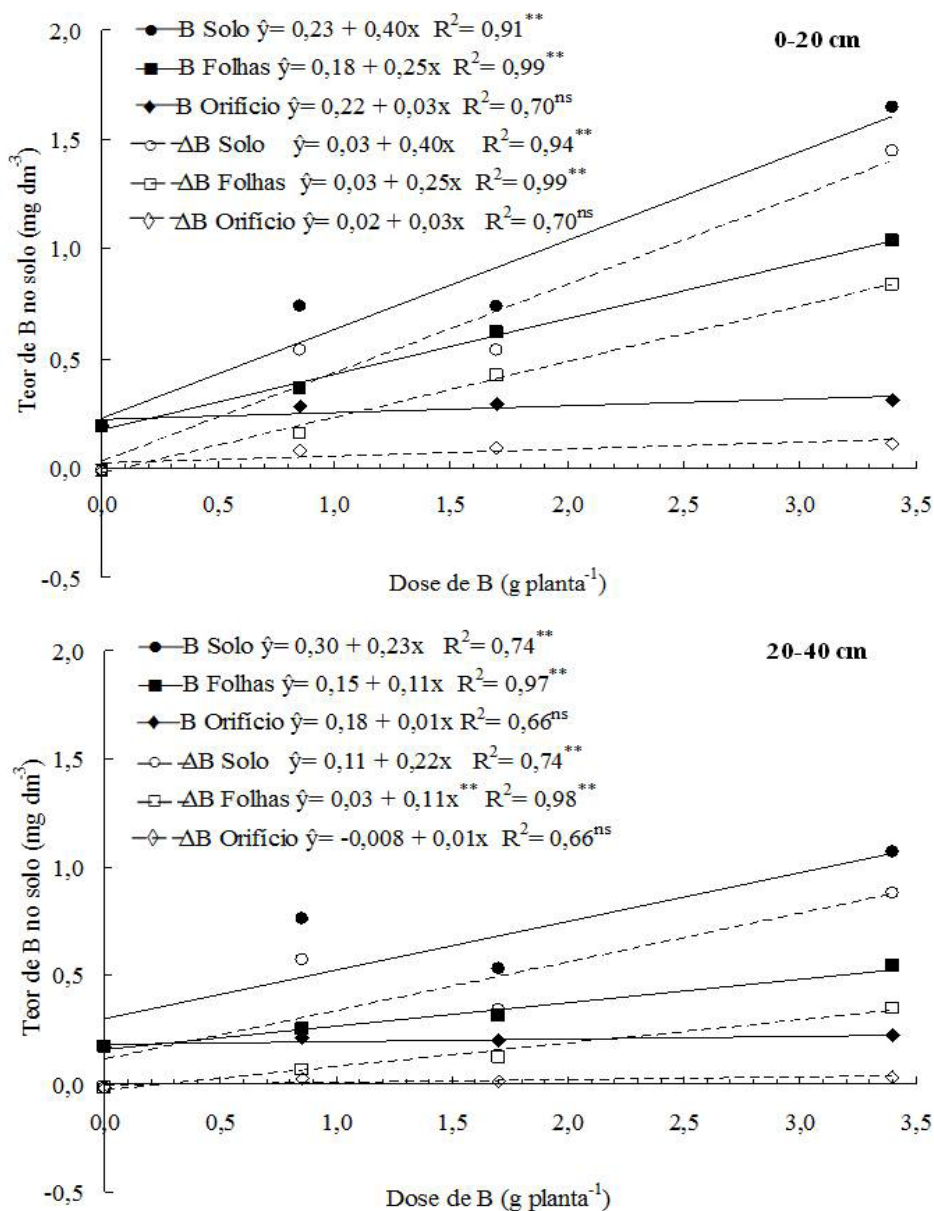 2,0
B Solo ŷ= 0,23 + 0,40x R²= 0,91**
0-20 cm
B Folhas ŷ= 0,18 + 0,25x R²= 0,99**
B Orifício ŷ= 0,22 + 0,03x R²= 0,70ns
1,5
ΔB Solo ŷ= 0,03 + 0,40x R²= 0,94**
ΔB Folhas ŷ= 0,03 + 0,25x R²= 0,99**
ΔB Orifício ŷ= 0,02 + 0,03x R²= 0,70ns
1,0
0,5
0,0
-0,5
Teor de B no solo (mg dm-3)
0,0 0,5 1,0 1,5 2,0 2,5 3,0 3,5
Dose de B (g planta-1)
2,0
B Solo ŷ= 0,30 + 0,23x R²= 0,74**
20-40 cm
B Folhas ŷ= 0,15 + 0,11x R²= 0,97**
B Orifício ŷ= 0,18 + 0,01x R²= 0,66ns
1,5
ΔB Solo ŷ= 0,11 + 0,22x R²= 0,74**
ΔB Folhas ŷ= 0,03 + 0,11x** R²= 0,98**
ΔB Orifício ŷ= -0,008 + 0,01x R²= 0,66ns
1,0
0,5
0,0
-0,5
Teor de B no solo (mg dm-3)
0,0 0,5 1,0 1,5 2,0 2,5 3,0 3,5
Dose de B (g planta-1)